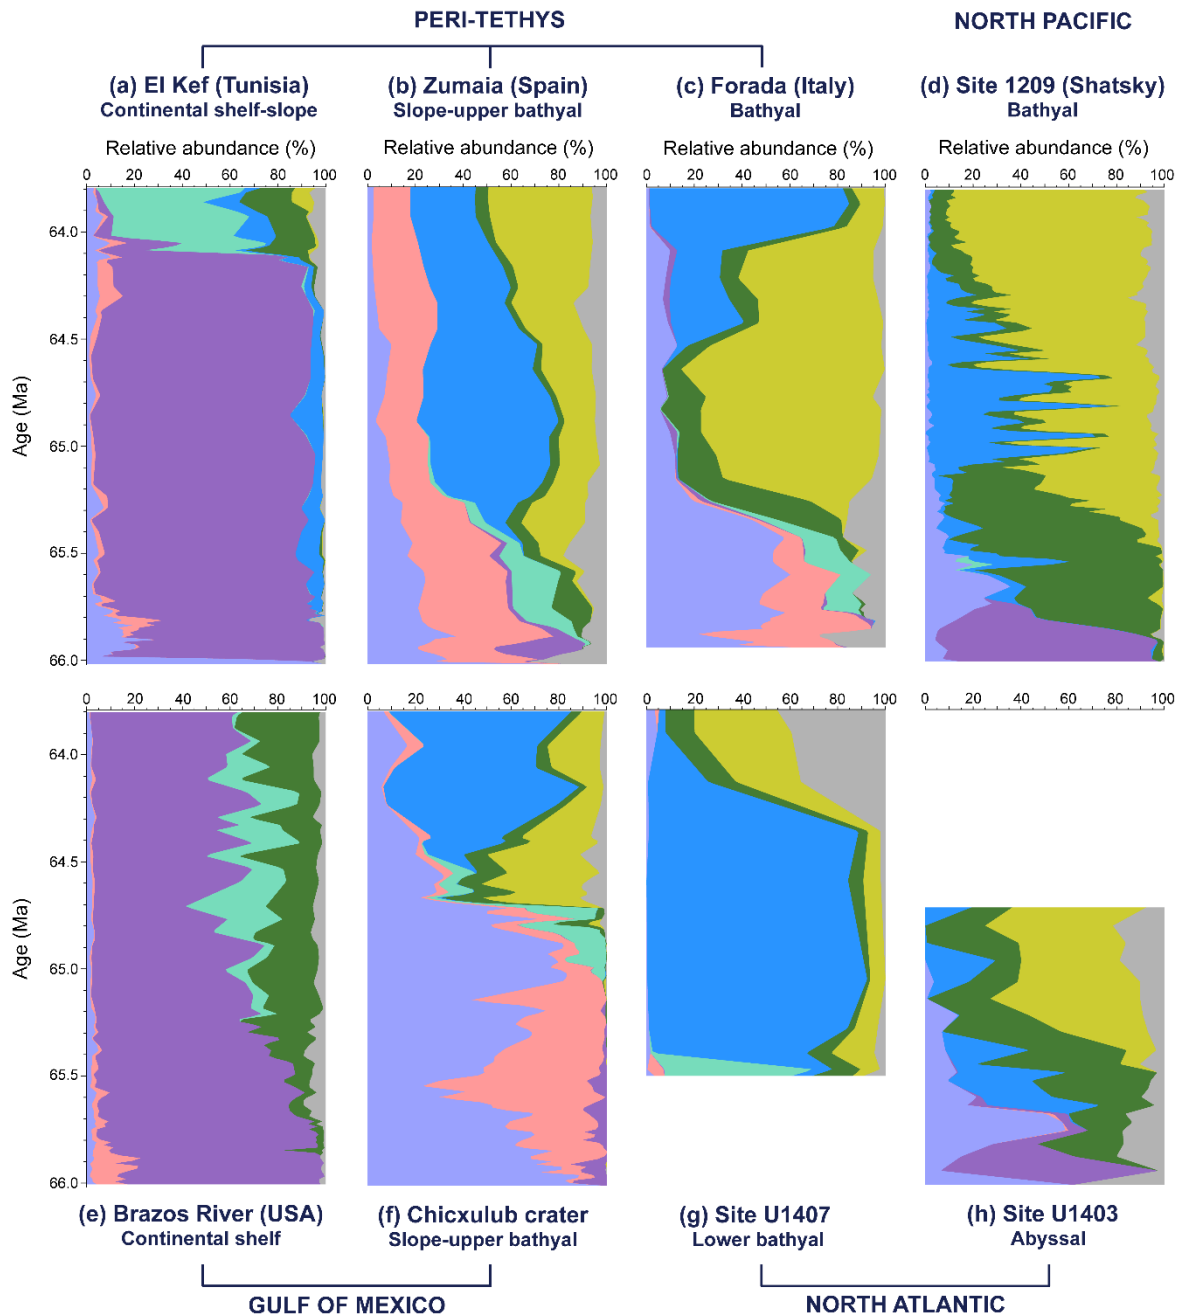 PERI-TETHYS
NORTH PACIFIC
(a) El Kef (Tunisia)
Continental shelf-slope
(b) Zumaia (Spain)
Slope-upper bathyal
(c) Forada (Italy)
Bathyal
(d) Site 1209 (Shatsky)
Bathyal
Relative abundance (%)
Relative abundance (%)
Relative abundance (%)
Relative abundance (%)
0 20 40 60 80 100
0 20 40 60 80 100
0 20 40 60 80 100
0 20 40 60 80 100
Age (Ma)
64.0
64.5
65.0
65.5
66.0
0 20 40 60 80 100
0 20 40 60 80 100
0 20 40 60 80 100
Age (Ma)
64.0
64.5
65.0
65.5
66.0
0 20 40 60 80 100
(e) Brazos River (USA)
Continental shelf
(f) Chicxulub crater
Slope-upper bathyal
(g) Site U1407
Lower bathyal
(h) Site U1403
Abyssal
GULF OF MEXICO
NORTH ATLANTIC